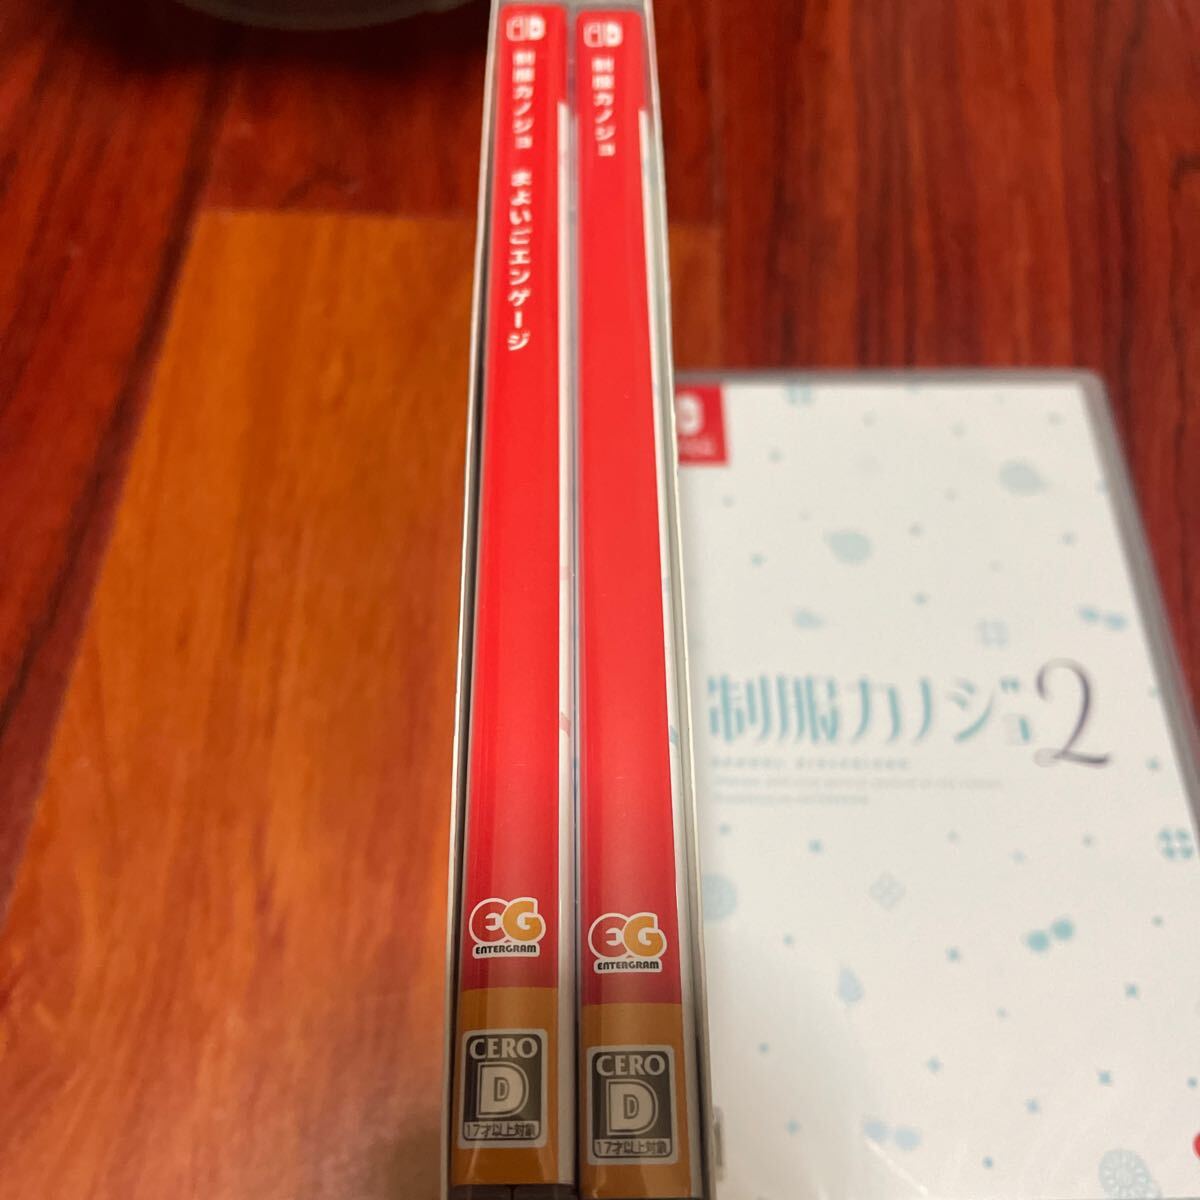 制服カノジョ まよいごエンゲージ
EG
ENTERGRAM
CERO
D
17才以上対象
制服カノジョ
EG
ENTERGRAM
CERO
D
17才以上対象
制服カノジョ2